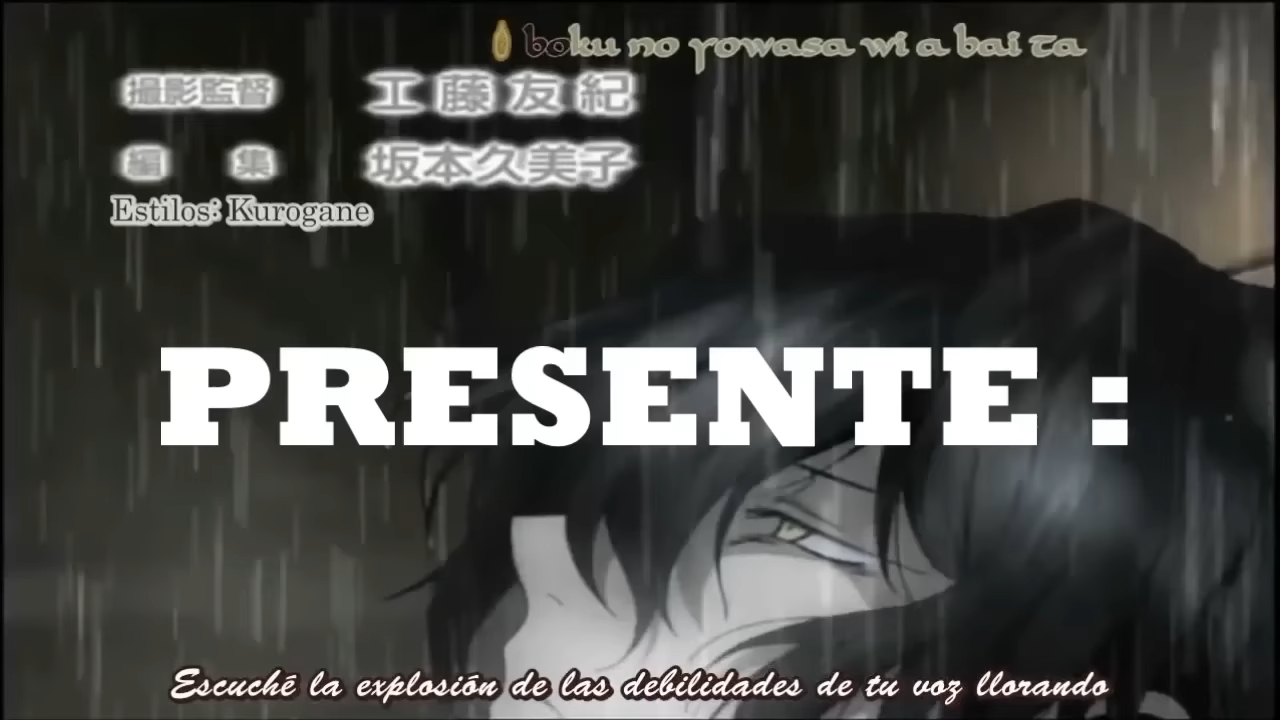 boku no yowasa wi a bai ta
撮影監督 工藤友紀
編集 坂本久美子
Estilos: Kurogane
PRESENTE :
Escuché la explosión de las debilidades de tu voz llorando